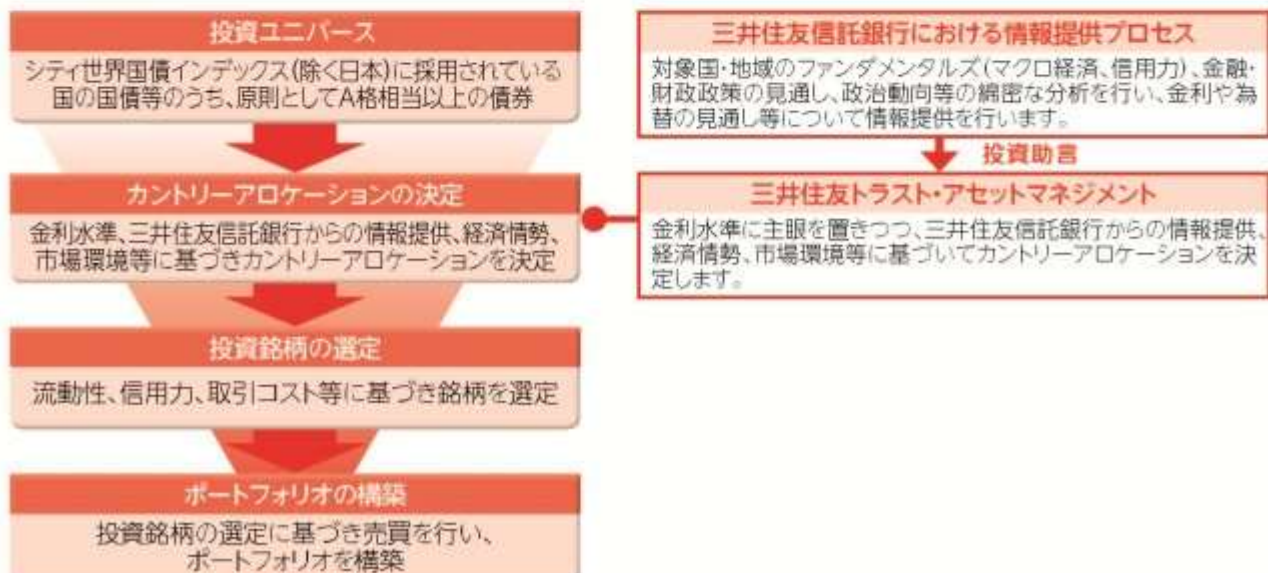 投資ユニバース
シティ世界国債インデックス(除く日本)に採用されている
国の国債等のうち、原則としてA格相当以上の債券
カントリーアロケーションの決定
金利水準、三井住友信託銀行からの情報提供、経済情勢、
市場環境等に基づきカントリーアロケーションを決定
投資銘柄の選定
流動性、信用力、取引コスト等に基づき銘柄を選定
ポートフォリオの構築
投資銘柄の選定に基づき売買を行い、
ポートフォリオを構築
三井住友信託銀行における情報提供プロセス
対象国・地域のファンダメンタルズ(マクロ経済、信用力)、金融・
財政政策の見通し、政治動向等の綿密な分析を行い、金利や為
替の見通し等について情報提供を行います。
投資助言
三井住友トラスト・アセットマネジメント
金利水準に主眼を置きつつ、三井住友信託銀行からの情報提供、
経済情勢、市場環境等に基づいてカントリーアロケーションを決
定します。